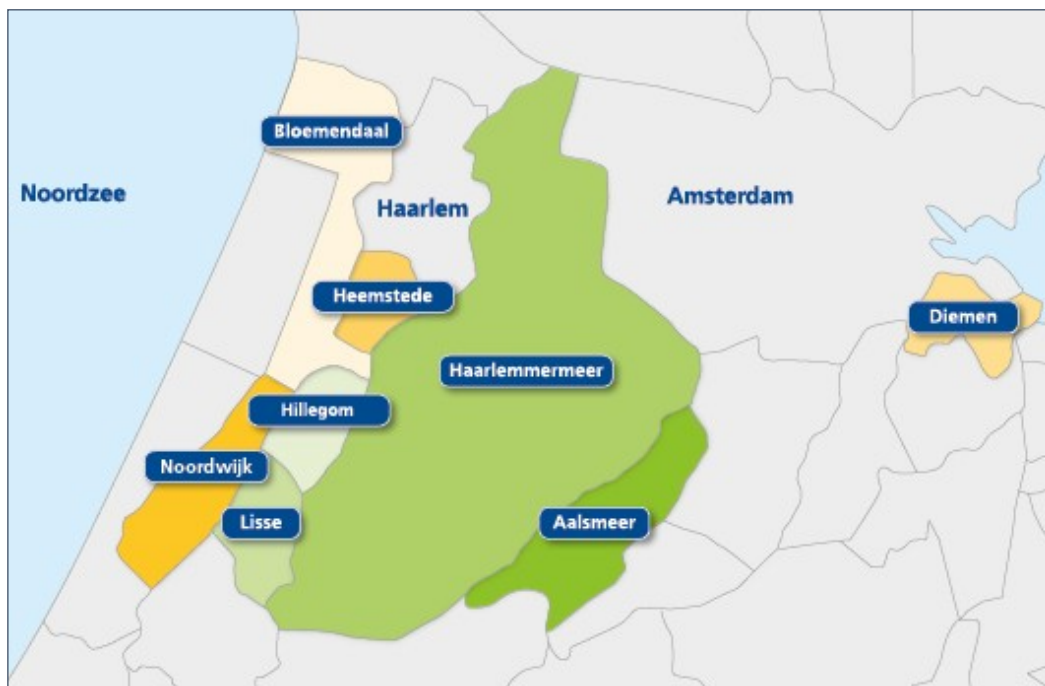 Bloemendaal
Noordzee
Haarlem
Amsterdam
Heemstede
Diemen
Haarlemmermeer
Hillegom
Noordwijk
Lisse
Aalsmeer